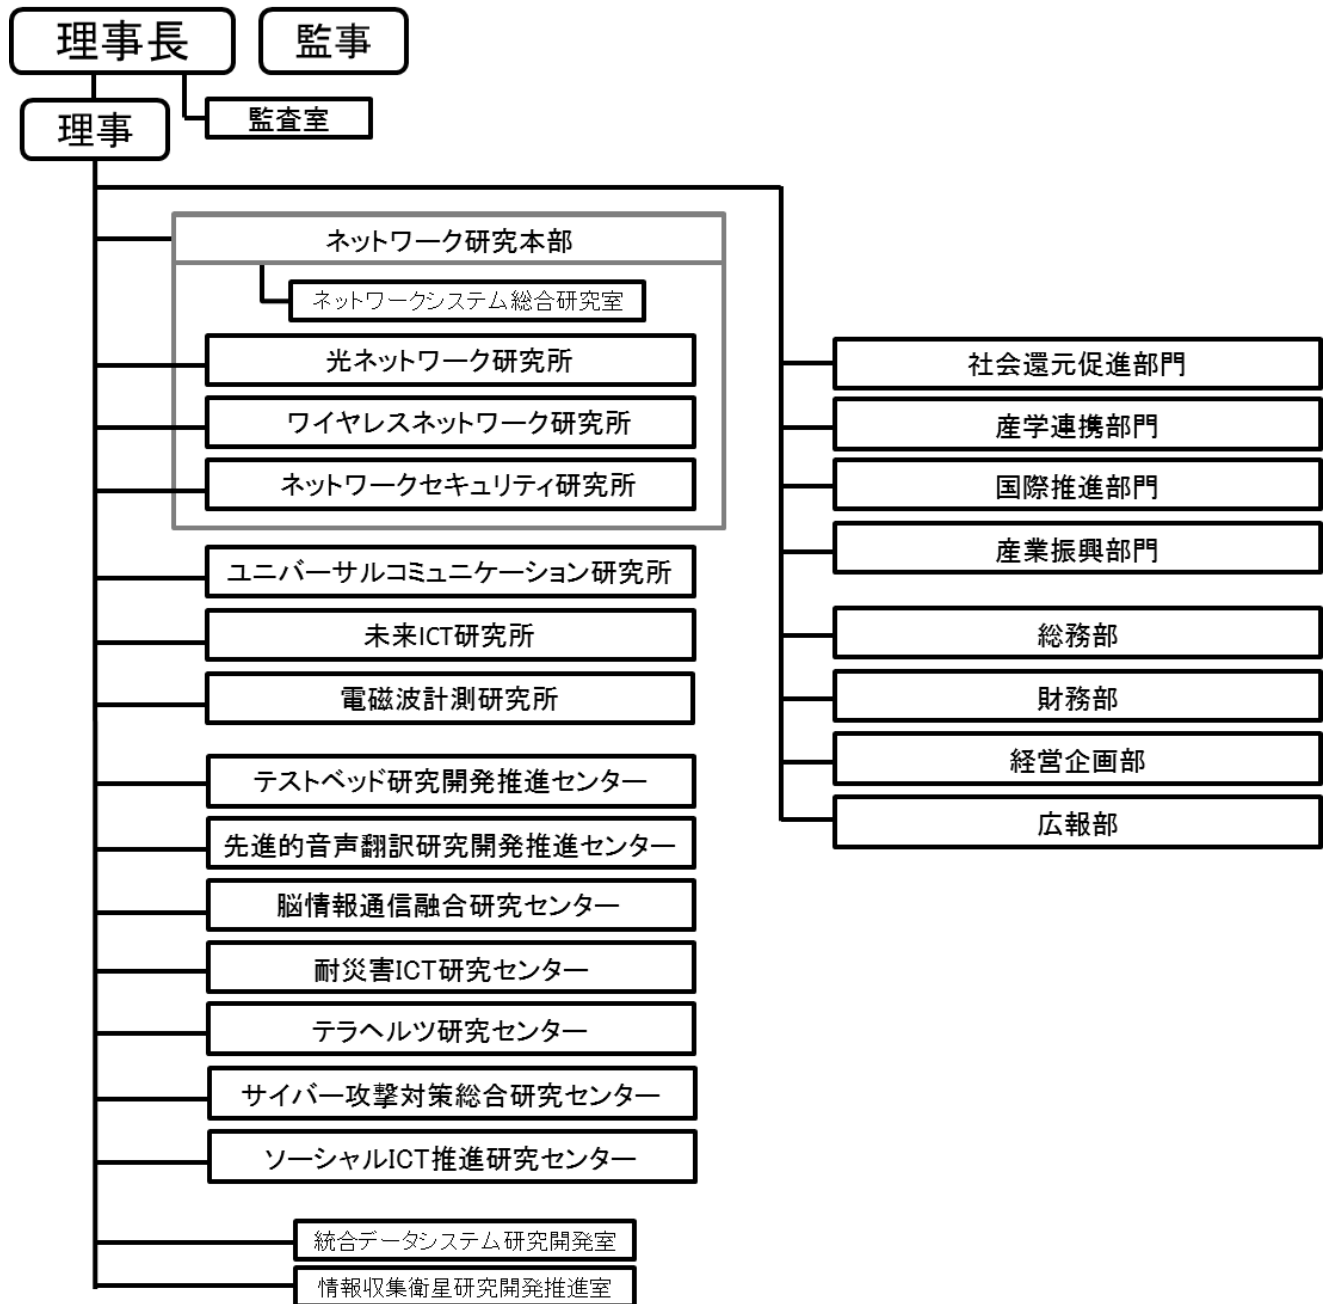 理事長
監事
理事
監査室
ネットワーク研究本部
ネットワークシステム総合研究室
光ネットワーク研究所
ワイヤレスネットワーク研究所
ネットワークセキュリティ研究所
ユニバーサルコミュニケーション研究所
未来ICT研究所
電磁波計測研究所
テストベッド研究開発推進センター
先進的音声翻訳研究開発推進センター
脳情報通信融合研究センター
耐災害ICT研究センター
テラヘルツ研究センター
サイバー攻撃対策総合研究センター
ソーシャルICT推進研究センター
統合データシステム研究開発室
情報収集衛星研究開発推進室
社会還元促進部門
産学連携部門
国際推進部門
産業振興部門
総務部
財務部
経営企画部
広報部